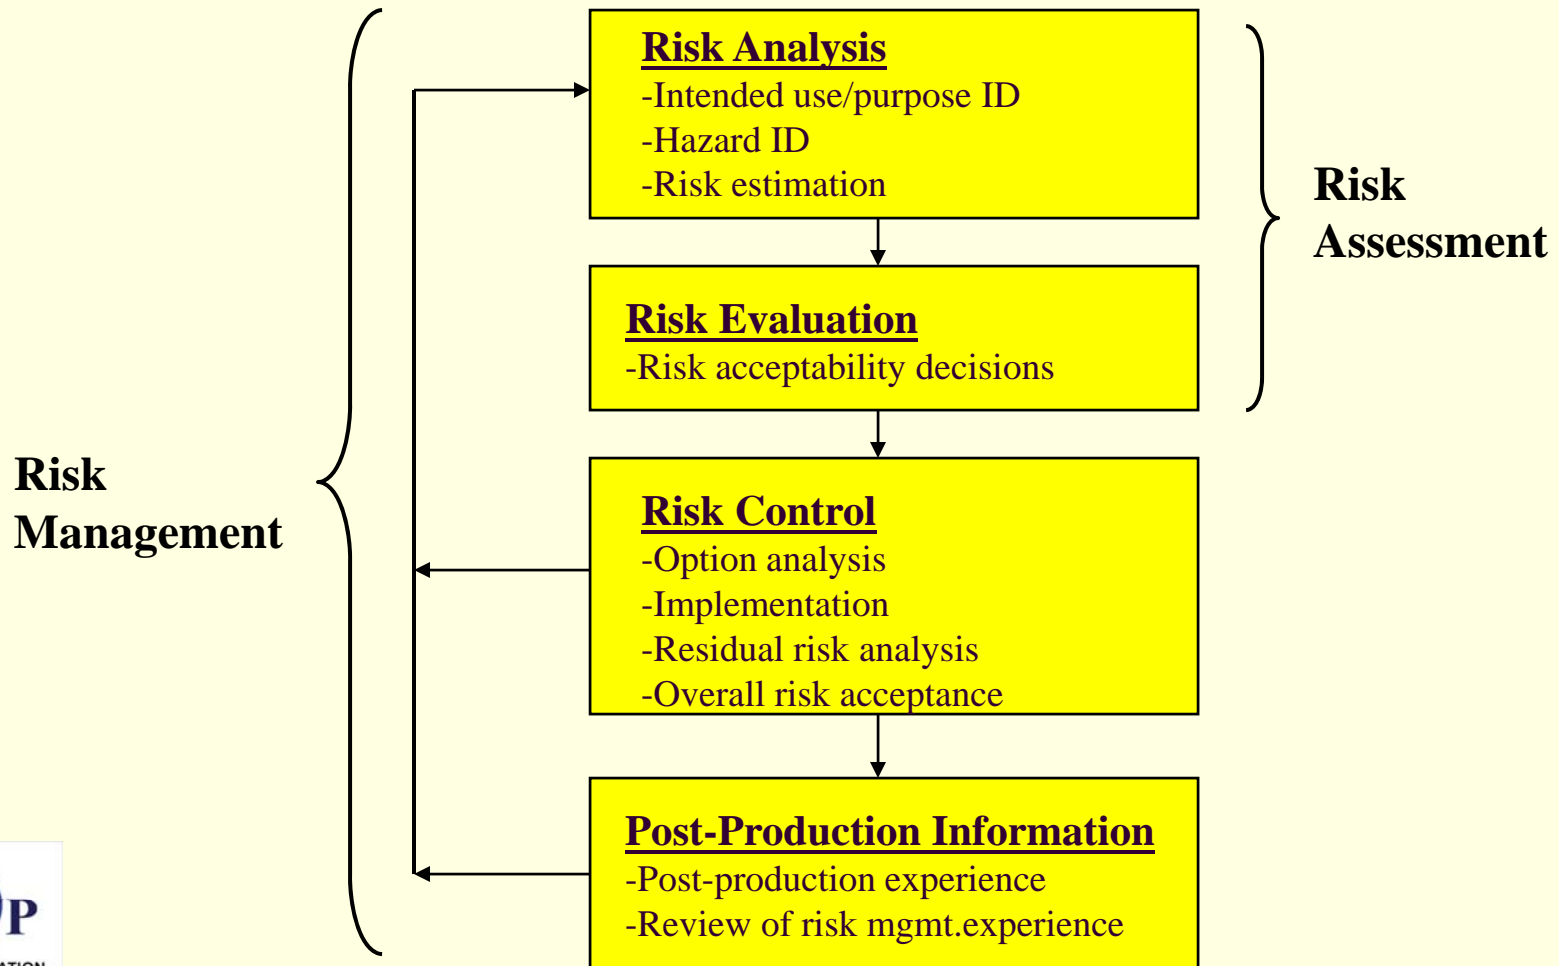 Risk Analysis
-Intended use/purpose ID
-Hazard ID
-Risk estimation
Risk
Assessment
Risk Evaluation
-Risk acceptability decisions
Risk
Management
Risk Control
-Option analysis
-Implementation
-Residual risk analysis
-Overall risk acceptance
Post-Production Information
-Post-production experience
-Review of risk mgmt.experience
P